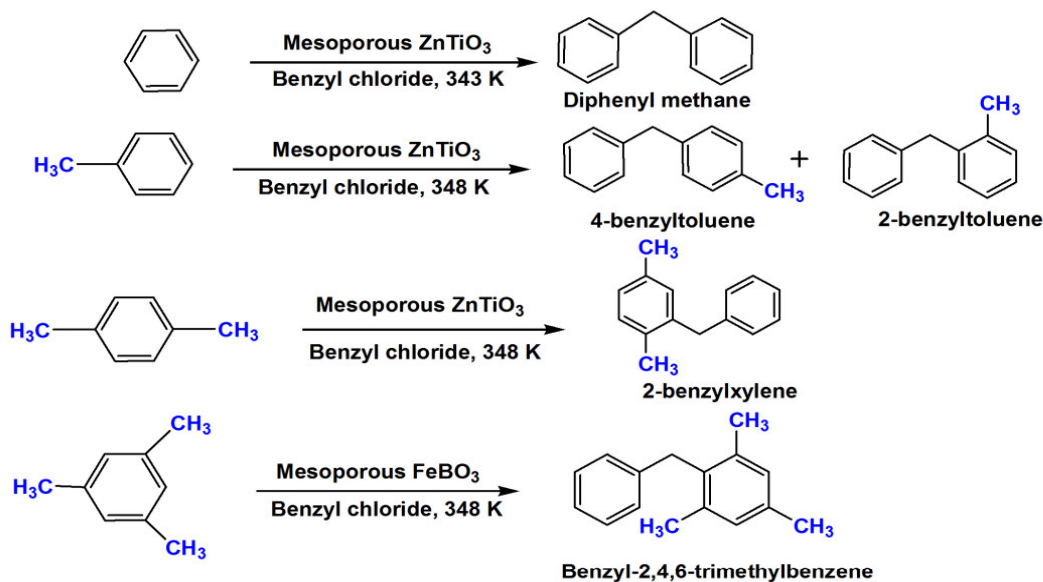 Mesoporous ZnTiO3
Benzyl chloride, 343 K
Diphenyl methane
H3C
Mesoporous ZnTiO3
Benzyl chloride, 348 K
CH3
4-benzyltoluene
+
CH3
2-benzyltoluene
H3C
CH3
Mesoporous ZnTiO3
Benzyl chloride, 348 K
CH3
CH3
2-benzylxylene
CH3
H3C
CH3
Mesoporous FeBO3
Benzyl chloride, 348 K
CH3
H3C
CH3
Benzyl-2,4,6-trimethylbenzene